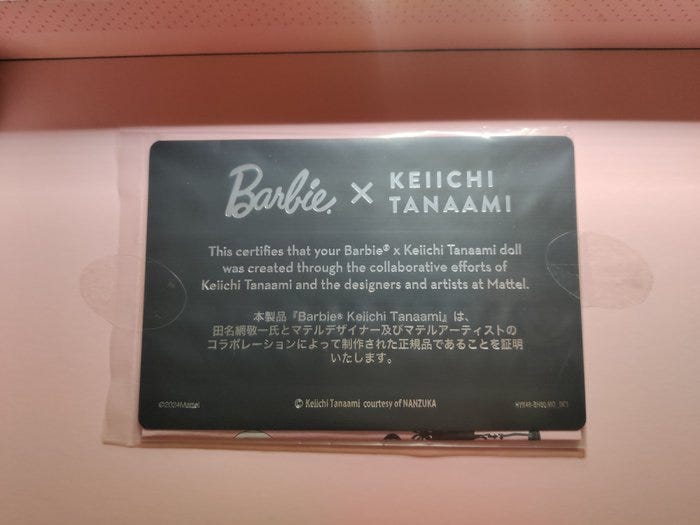 Barbie® × KEIICHI TANAAMI
This certifies that your Barbie® x Keiichi Tanaami doll
was created through the collaborative efforts of
Keiichi Tanaami and the designers and artists at Mattel.
本製品『Barbie® Keiichi Tanaami』は、
田名網敬一氏とマテルデザイナー及びマテルアーティストの
コラボレーションによって制作された正規品であることを証明
いたします。
©2024Mattel
Keiichi Tanaami courtesy of NANZUKA